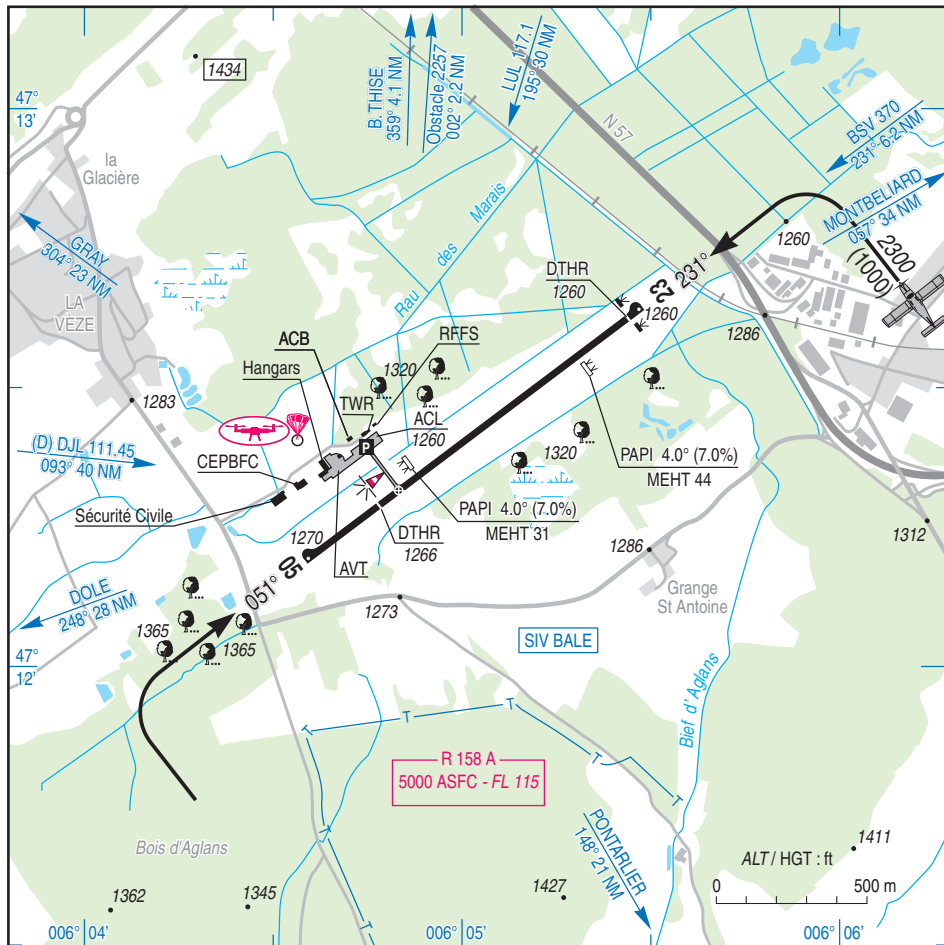 1434
B. THISE
359° 4.1 NM
Obstacle 2257
002° 2.2 NM
LUL 117.1
195° 30 NM
N 57
47°
13'
la
Glacière
BSV 370
231°-6.2 NM
MONTBELIARD
057° 34 NM
GRAY
304° 23 NM
Rau des Marais
1260
2300
(1000)
LA
VEZE
DTHR
1260
23
231°
1260
1286
ACB
RFFS
Hangars
1320
TWR
ACL
1260
1283
P
(D) DJL 111.45
093° 40 NM
CEPBFC
1320
PAPI 4.0° (7.0%)
MEHT 44
Sécurité Civile
PAPI 4.0° (7.0%)
MEHT 31
1270
05
DTHR
1266
AVT
1286
1312
051°
Grange
St Antoine
DOLE
248° 28 NM
1273
1365
1365
SIV BALE
47°
12'
T
T
T
T
T
Bief d'Aglans
R 158 A
5000 ASFC - FL 115
Bois d'Aglans
PONTARLIER
148° 21 NM
1411
ALT / HGT : ft
0
500 m
1362
1345
1427
006° 04'
006° 05'
006° 06'